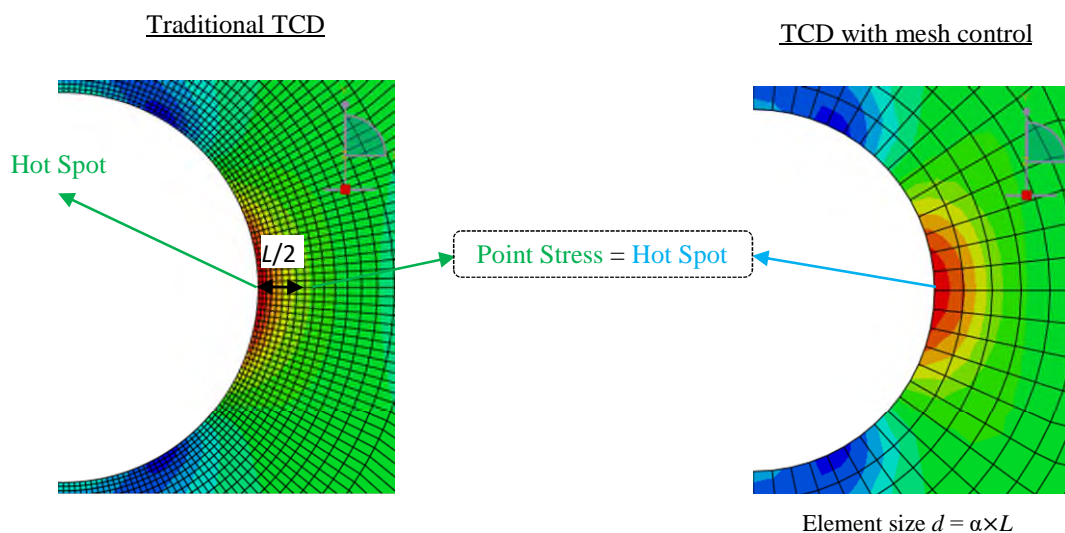 Traditional TCD
TCD with mesh control
Hot Spot
L/2
Point Stress = Hot Spot
Element size d = α×L